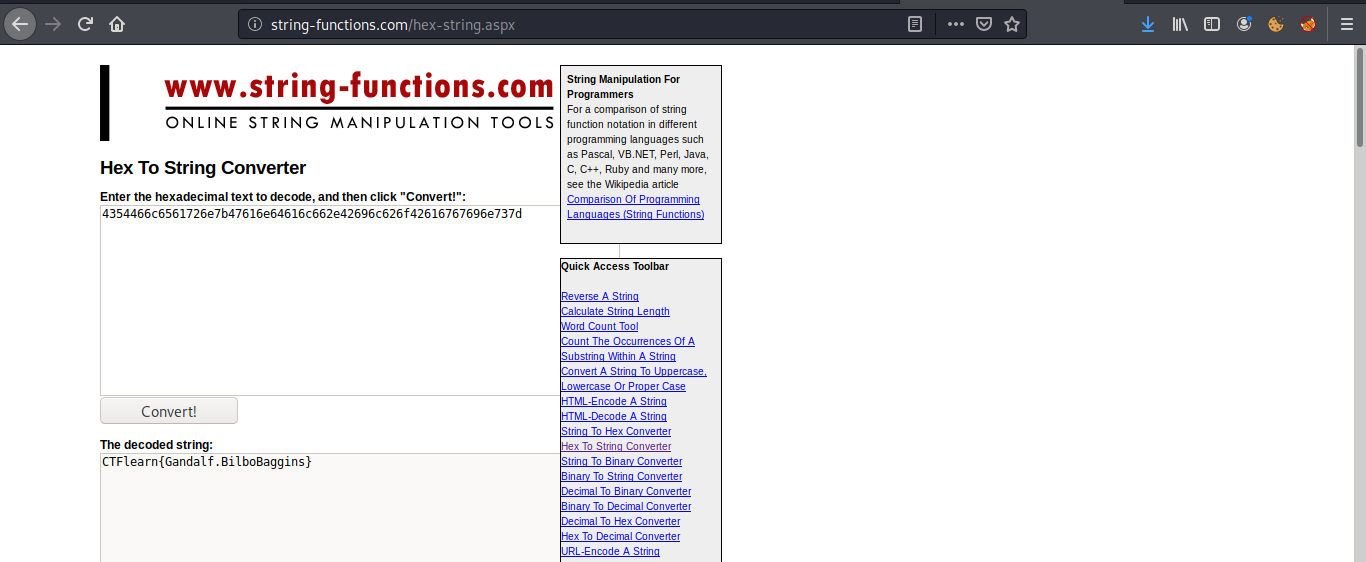 string-functions.com/hex-string.aspx
www.string-functions.com
ONLINE STRING MANIPULATION TOOLS
Hex To String Converter
Enter the hexadecimal text to decode, and then click "Convert!":
4354466c6561726e7b47616e64616c662e42696c626f42616767696e737d
Convert!
The decoded string:
CTFlearn{Gandalf.BilboBaggins}
String Manipulation For
Programmers
For a comparison of string
function notation in different
programming languages such
as Pascal, VB.NET, Perl, Java,
C, C++, Ruby and many more,
see the Wikipedia article
Comparison Of Programming
Languages (String Functions)
Quick Access Toolbar
Reverse A String
Calculate String Length
Word Count Tool
Count The Occurrences Of A
Substring Within A String
Convert A String To Uppercase,
Lowercase Or Proper Case
HTML-Encode A String
HTML-Decode A String
String To Hex Converter
Hex To String Converter
String To Binary Converter
Binary To String Converter
Decimal To Binary Converter
Binary To Decimal Converter
Decimal To Hex Converter
Hex To Decimal Converter
URL-Encode A String